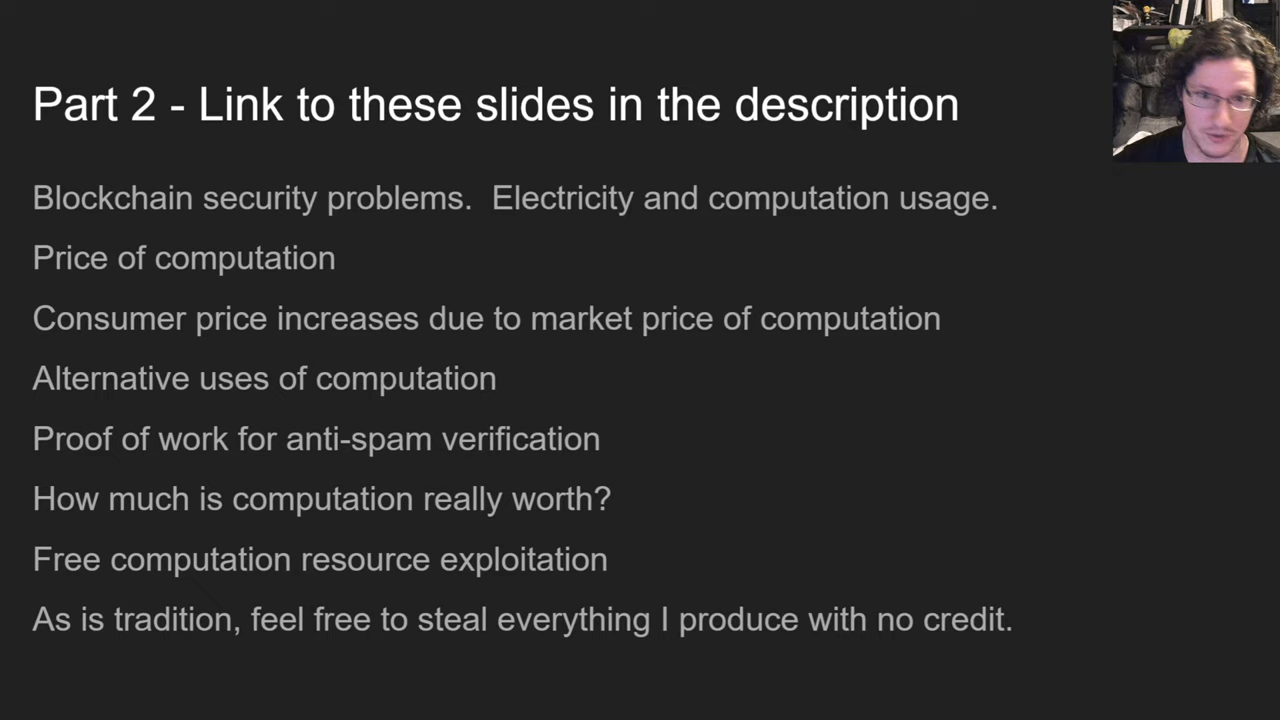 Part 2 - Link to these slides in the description
Blockchain security problems.  Electricity and computation usage.
Price of computation
Consumer price increases due to market price of computation
Alternative uses of computation
Proof of work for anti-spam verification
How much is computation really worth?
Free computation resource exploitation
As is tradition, feel free to steal everything I produce with no credit.